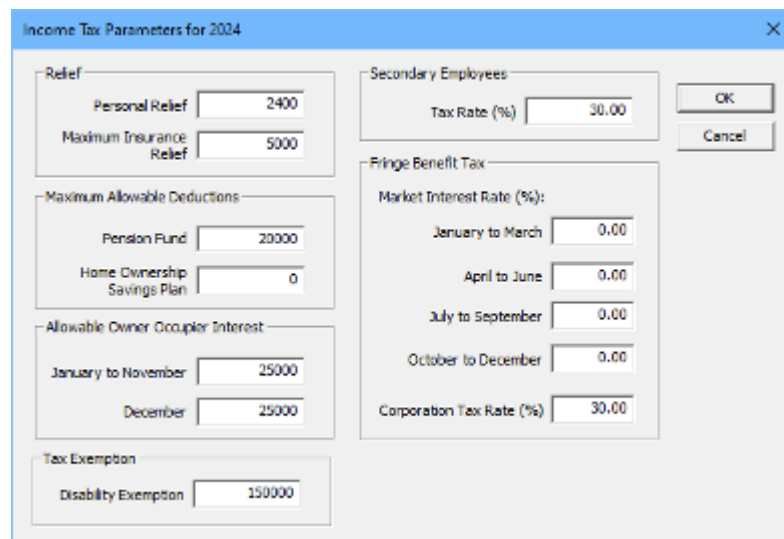 Income Tax Parameters for 2024
Relief
Personal Relief 2400
Maximum Insurance
Relief 5000
Maximum Allowable Deductions
Pension Fund 20000
Home Ownership
Savings Plan 0
Allowable Owner Occupier Interest
January to November 25000
December 25000
Tax Exemption
Disability Exemption 150000
Secondary Employees
Tax Rate (%) 30.00
Fringe Benefit Tax
Market Interest Rate (%):
January to March 0.00
April to June 0.00
July to September 0.00
October to December 0.00
Corporation Tax Rate (%) 30.00
OK
Cancel